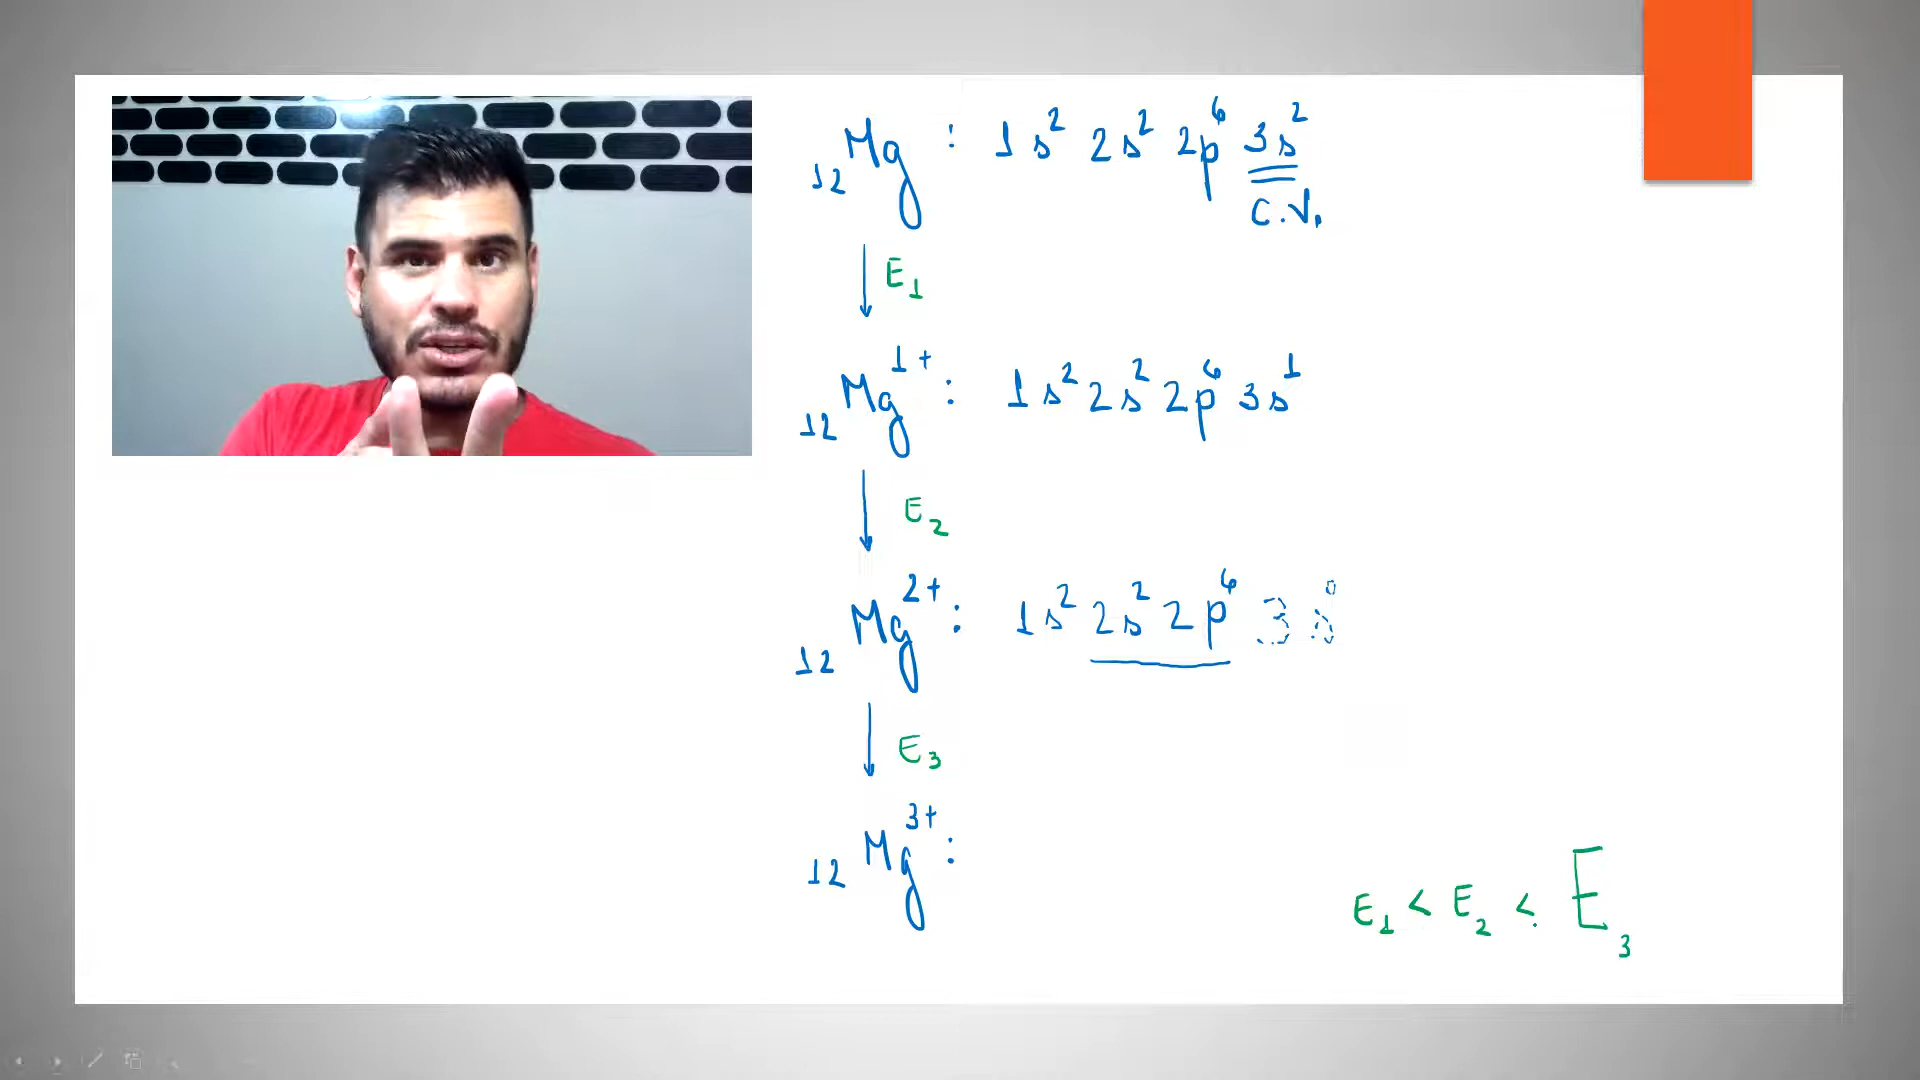 ₁₂Mg : 1s² 2s² 2p⁶ 3s²
C.V.
E₁
₁₂Mg¹⁺ : 1s² 2s² 2p⁶ 3s¹
E₂
₁₂Mg²⁺ : 1s² 2s² 2p⁶ 3s⁰
E₃
₁₂Mg³⁺ :
E₁ < E₂ < E₃